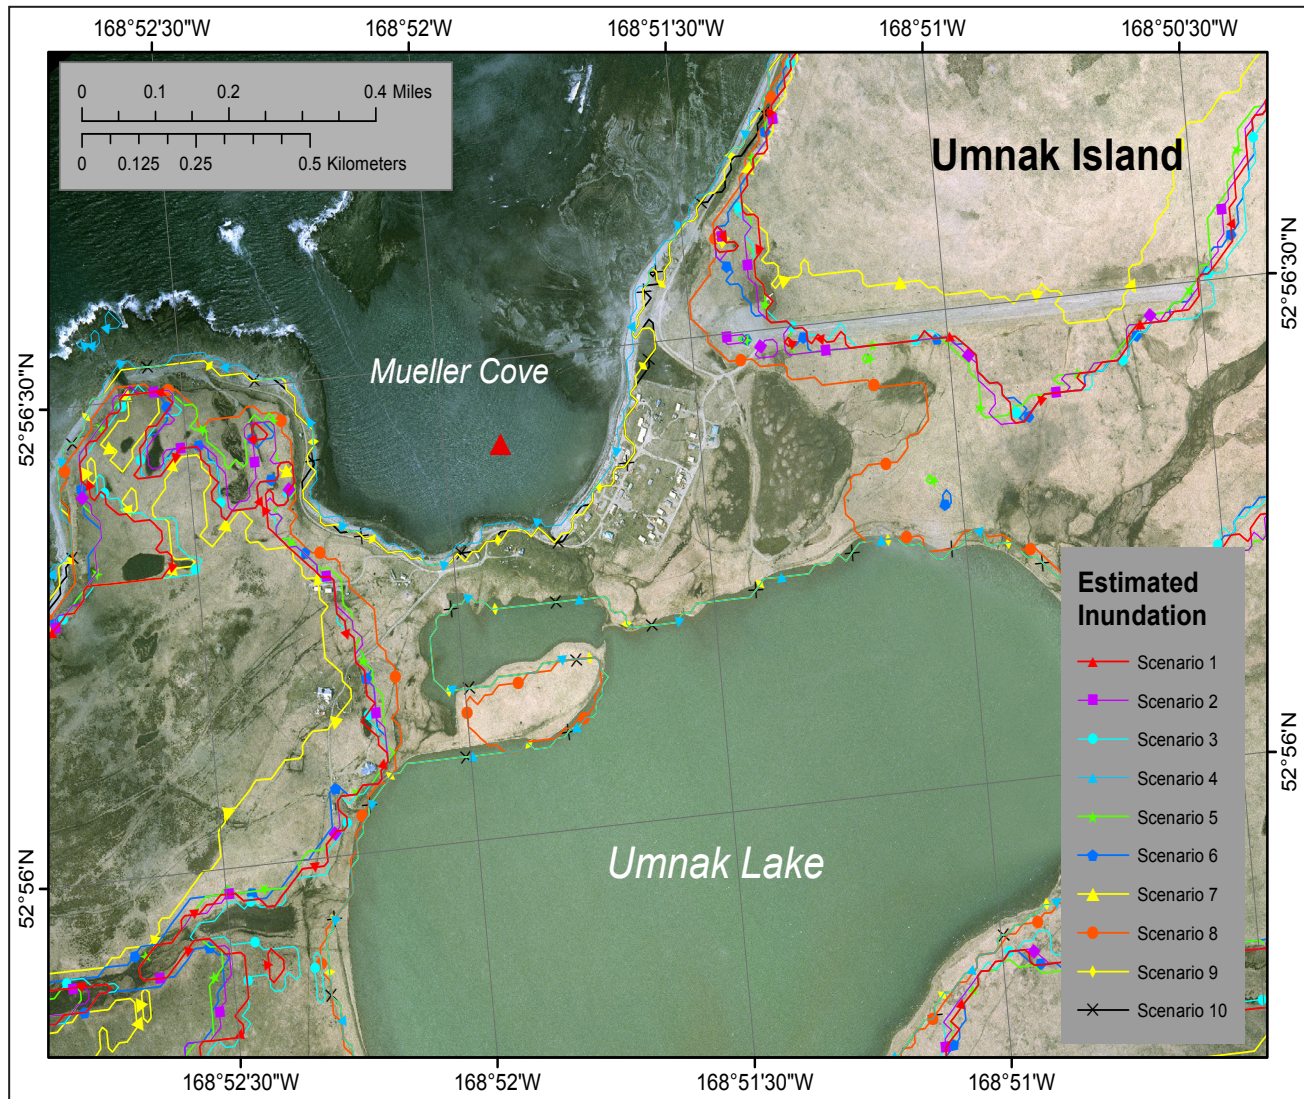 168°52'30"W 168°52'W 168°51'30"W 168°51'W 168°50'30"W
0 0.1 0.2 0.4 Miles
0 0.125 0.25 0.5 Kilometers
Umnak Island
52°56'30"N
Mueller Cove
52°56'30"N
Estimated
Inundation
Scenario 1
Scenario 2
Scenario 3
Scenario 4
Scenario 5
Scenario 6
Scenario 7
Scenario 8
Scenario 9
Scenario 10
52°56'N
Umnak Lake
52°56'N
168°52'30"W 168°52'W 168°51'30"W 168°51'W